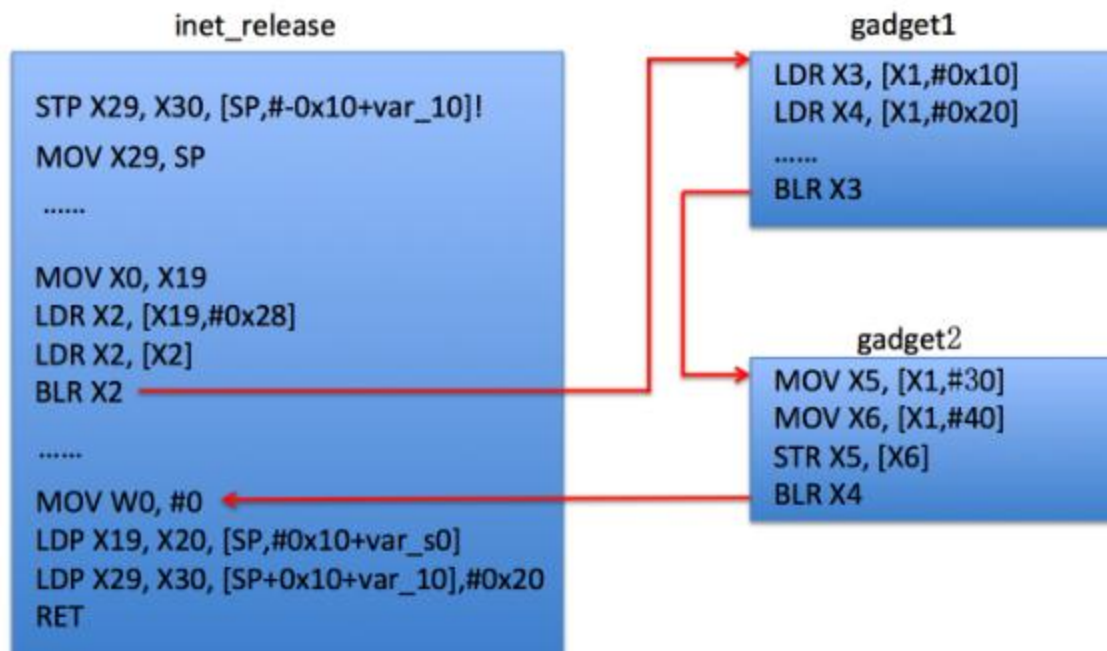 inet_release
STP X29, X30, [SP,#-0x10+var_10]!
MOV X29, SP
......
MOV X0, X19
LDR X2, [X19,#0x28]
LDR X2, [X2]
BLR X2
......
MOV W0, #0
LDP X19, X20, [SP,#0x10+var_s0]
LDP X29, X30, [SP+0x10+var_10],#0x20
RET
gadget1
LDR X3, [X1,#0x10]
LDR X4, [X1,#0x20]
......
BLR X3
gadget2
MOV X5, [X1,#30]
MOV X6, [X1,#40]
STR X5, [X6]
BLR X4